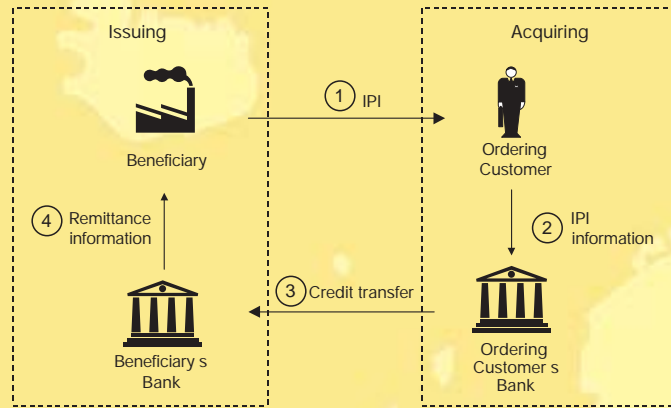 Issuing
Acquiring
1 IPI
Beneficiary
Ordering
Customer
4 Remittance
information
2 IPI
information
3 Credit transfer
Beneficiary s
Bank
Ordering
Customer s
Bank